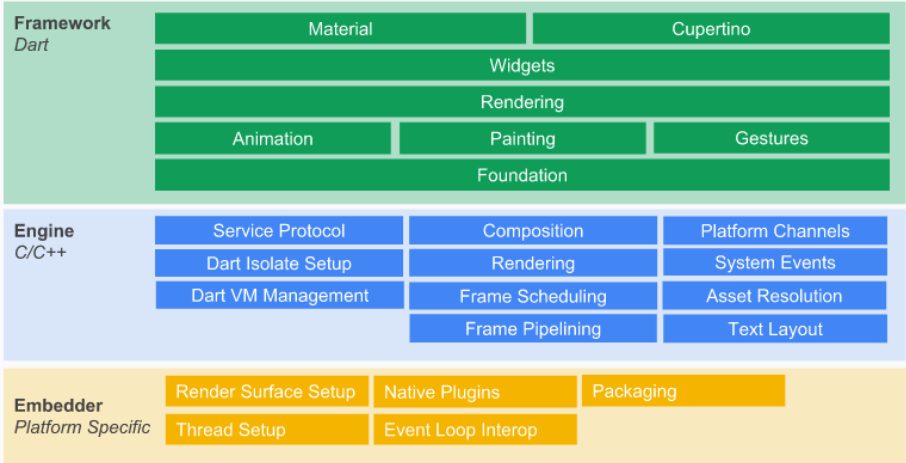 Framework
Dart
Material
Cupertino
Widgets
Rendering
Animation
Painting
Gestures
Foundation
Engine
C/C++
Service Protocol
Composition
Platform Channels
Dart Isolate Setup
Rendering
System Events
Dart VM Management
Frame Scheduling
Asset Resolution
Frame Pipelining
Text Layout
Embedder
Platform Specific
Render Surface Setup
Native Plugins
Packaging
Thread Setup
Event Loop Interop